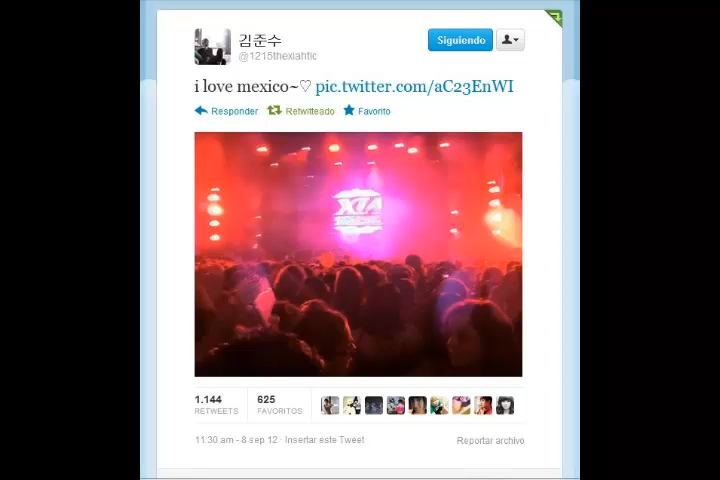 김준수
@1215thexiahtic
Siguiendo
i love mexico~♡ pic.twitter.com/aC23EnWI
Responder Retwitteado Favorito
XIA
1.144 625
RETWEETS FAVORITOS
11:30 am - 8 sep 12 · Insertar este Tweet
Reportar archivo